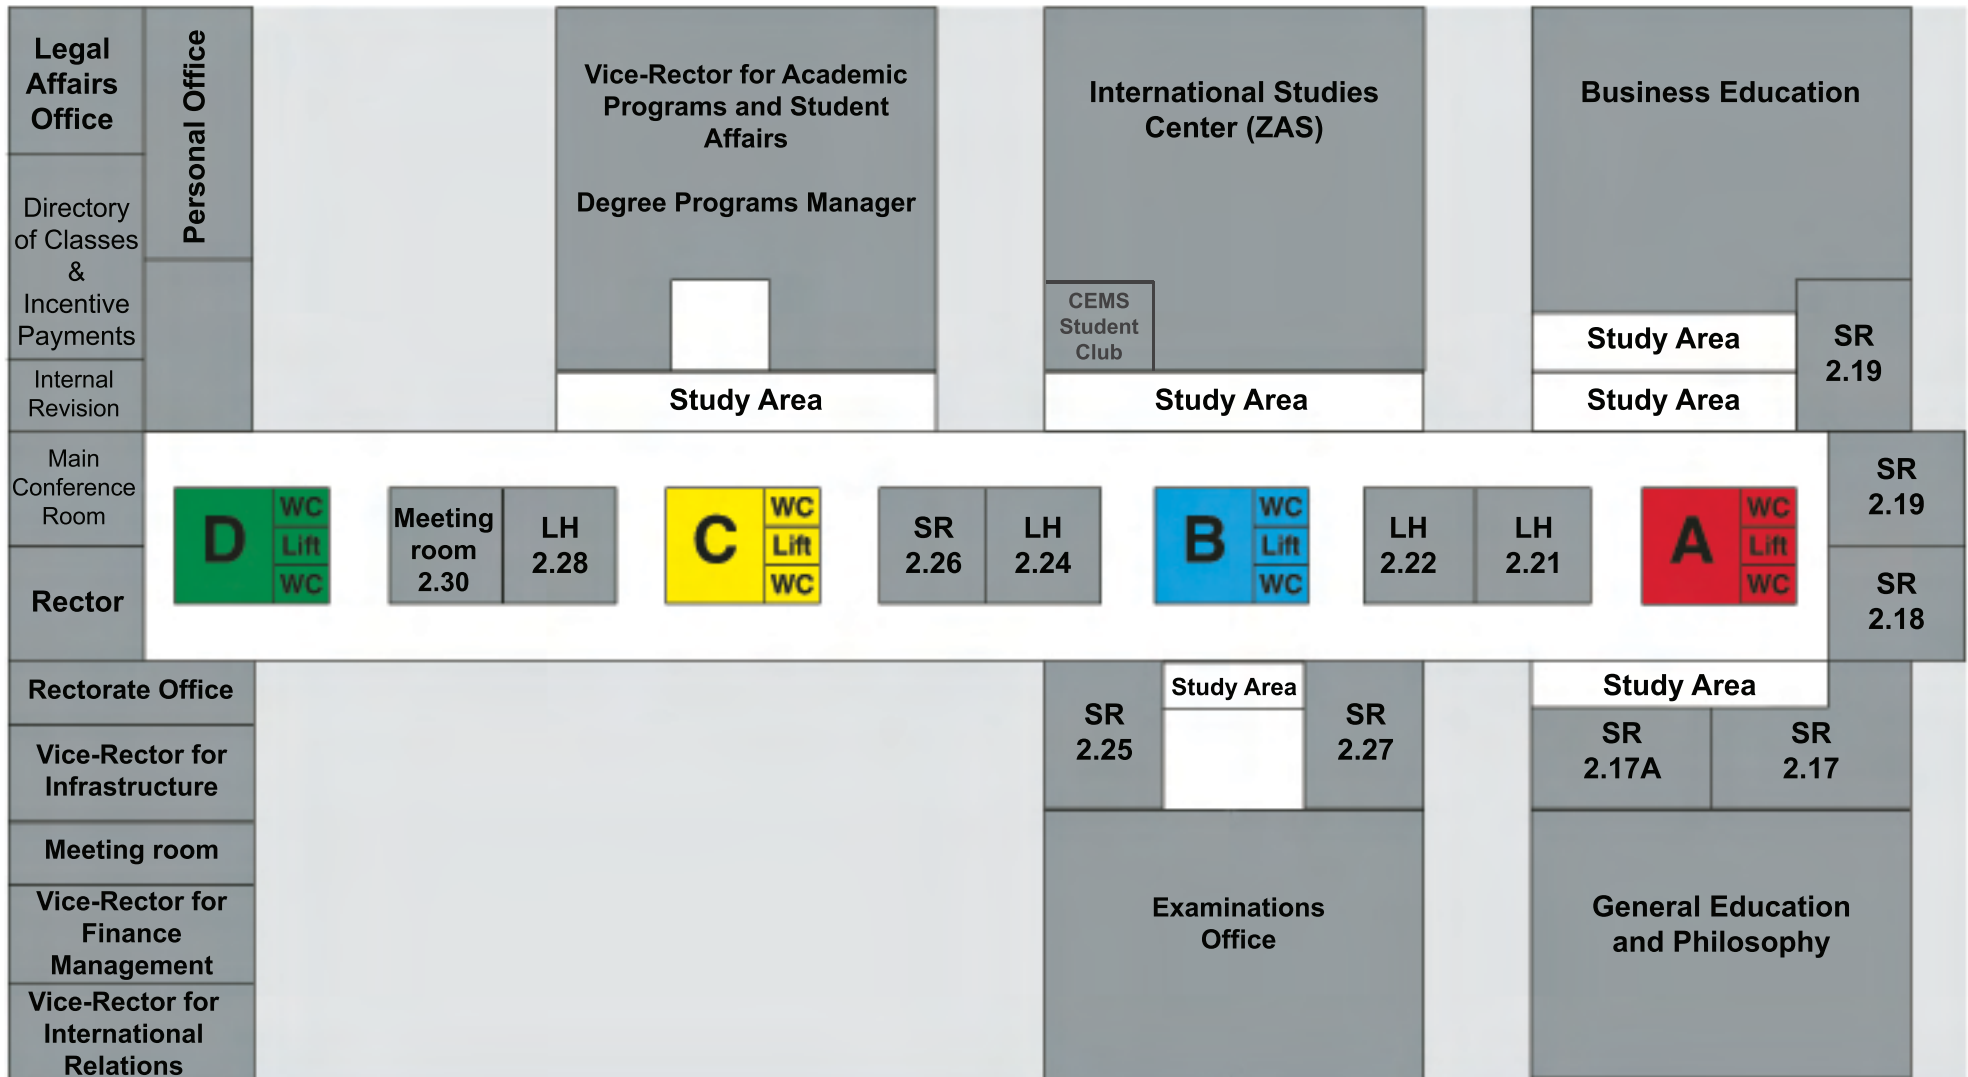 Legal
Affairs
Office
Personal Office
Directory
of Classes
&
Incentive
Payments
Internal
Revision
Vice-Rector for Academic
Programs and Student
Affairs
Degree Programs Manager
Study Area
International Studies
Center (ZAS)
CEMS
Student
Club
Study Area
Business Education
Study Area
Study Area
SR
2.19
Main
Conference
Room
Rector
D
WC
Lift
WC
Meeting
room
2.30
LH
2.28
C
WC
Lift
WC
SR
2.26
LH
2.24
B
WC
Lift
WC
LH
2.22
LH
2.21
A
WC
Lift
WC
SR
2.19
SR
2.18
Rectorate Office
Vice-Rector for
Infrastructure
Meeting room
Vice-Rector for
Finance
Management
Vice-Rector for
International
Relations
SR
2.25
Study Area
SR
2.27
Examinations
Office
Study Area
SR
2.17A
SR
2.17
General Education
and Philosophy